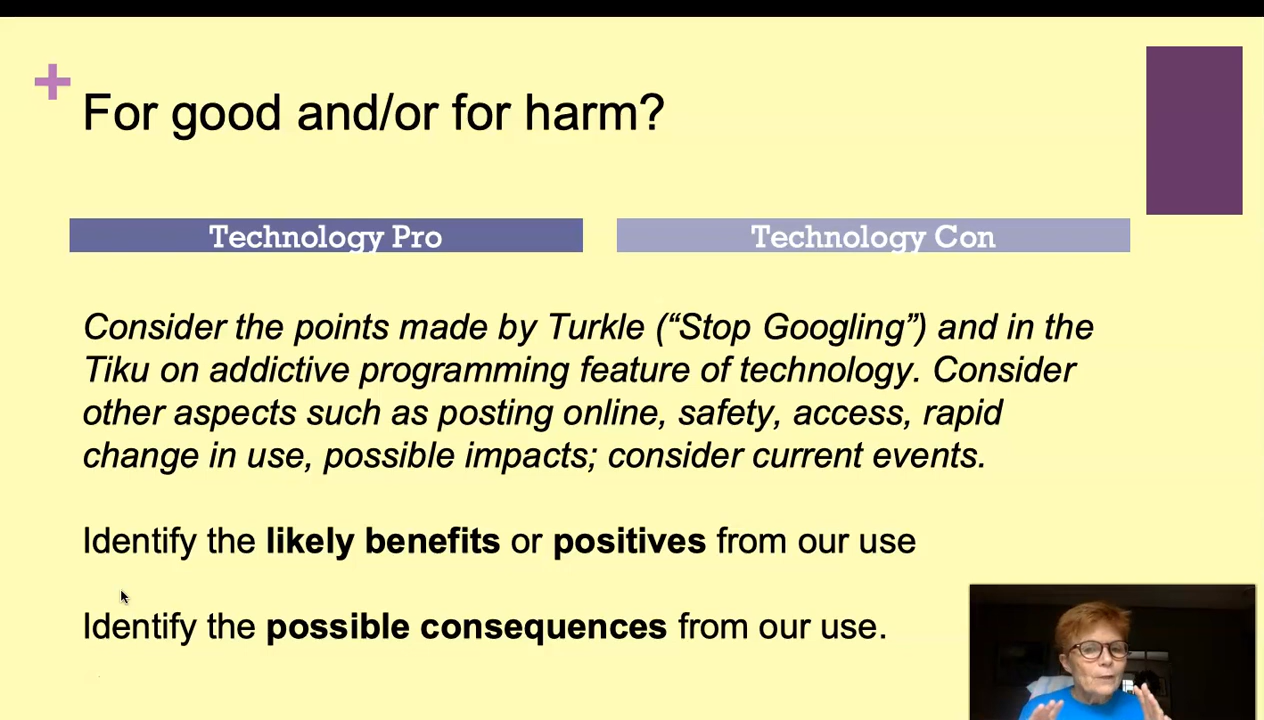 +
For good and/or for harm?
Technology Pro
Technology Con
Consider the points made by Turkle (“Stop Googling”) and in the
Tiku on addictive programming feature of technology. Consider
other aspects such as posting online, safety, access, rapid
change in use, possible impacts; consider current events.
Identify the likely benefits or positives from our use
Identify the possible consequences from our use.